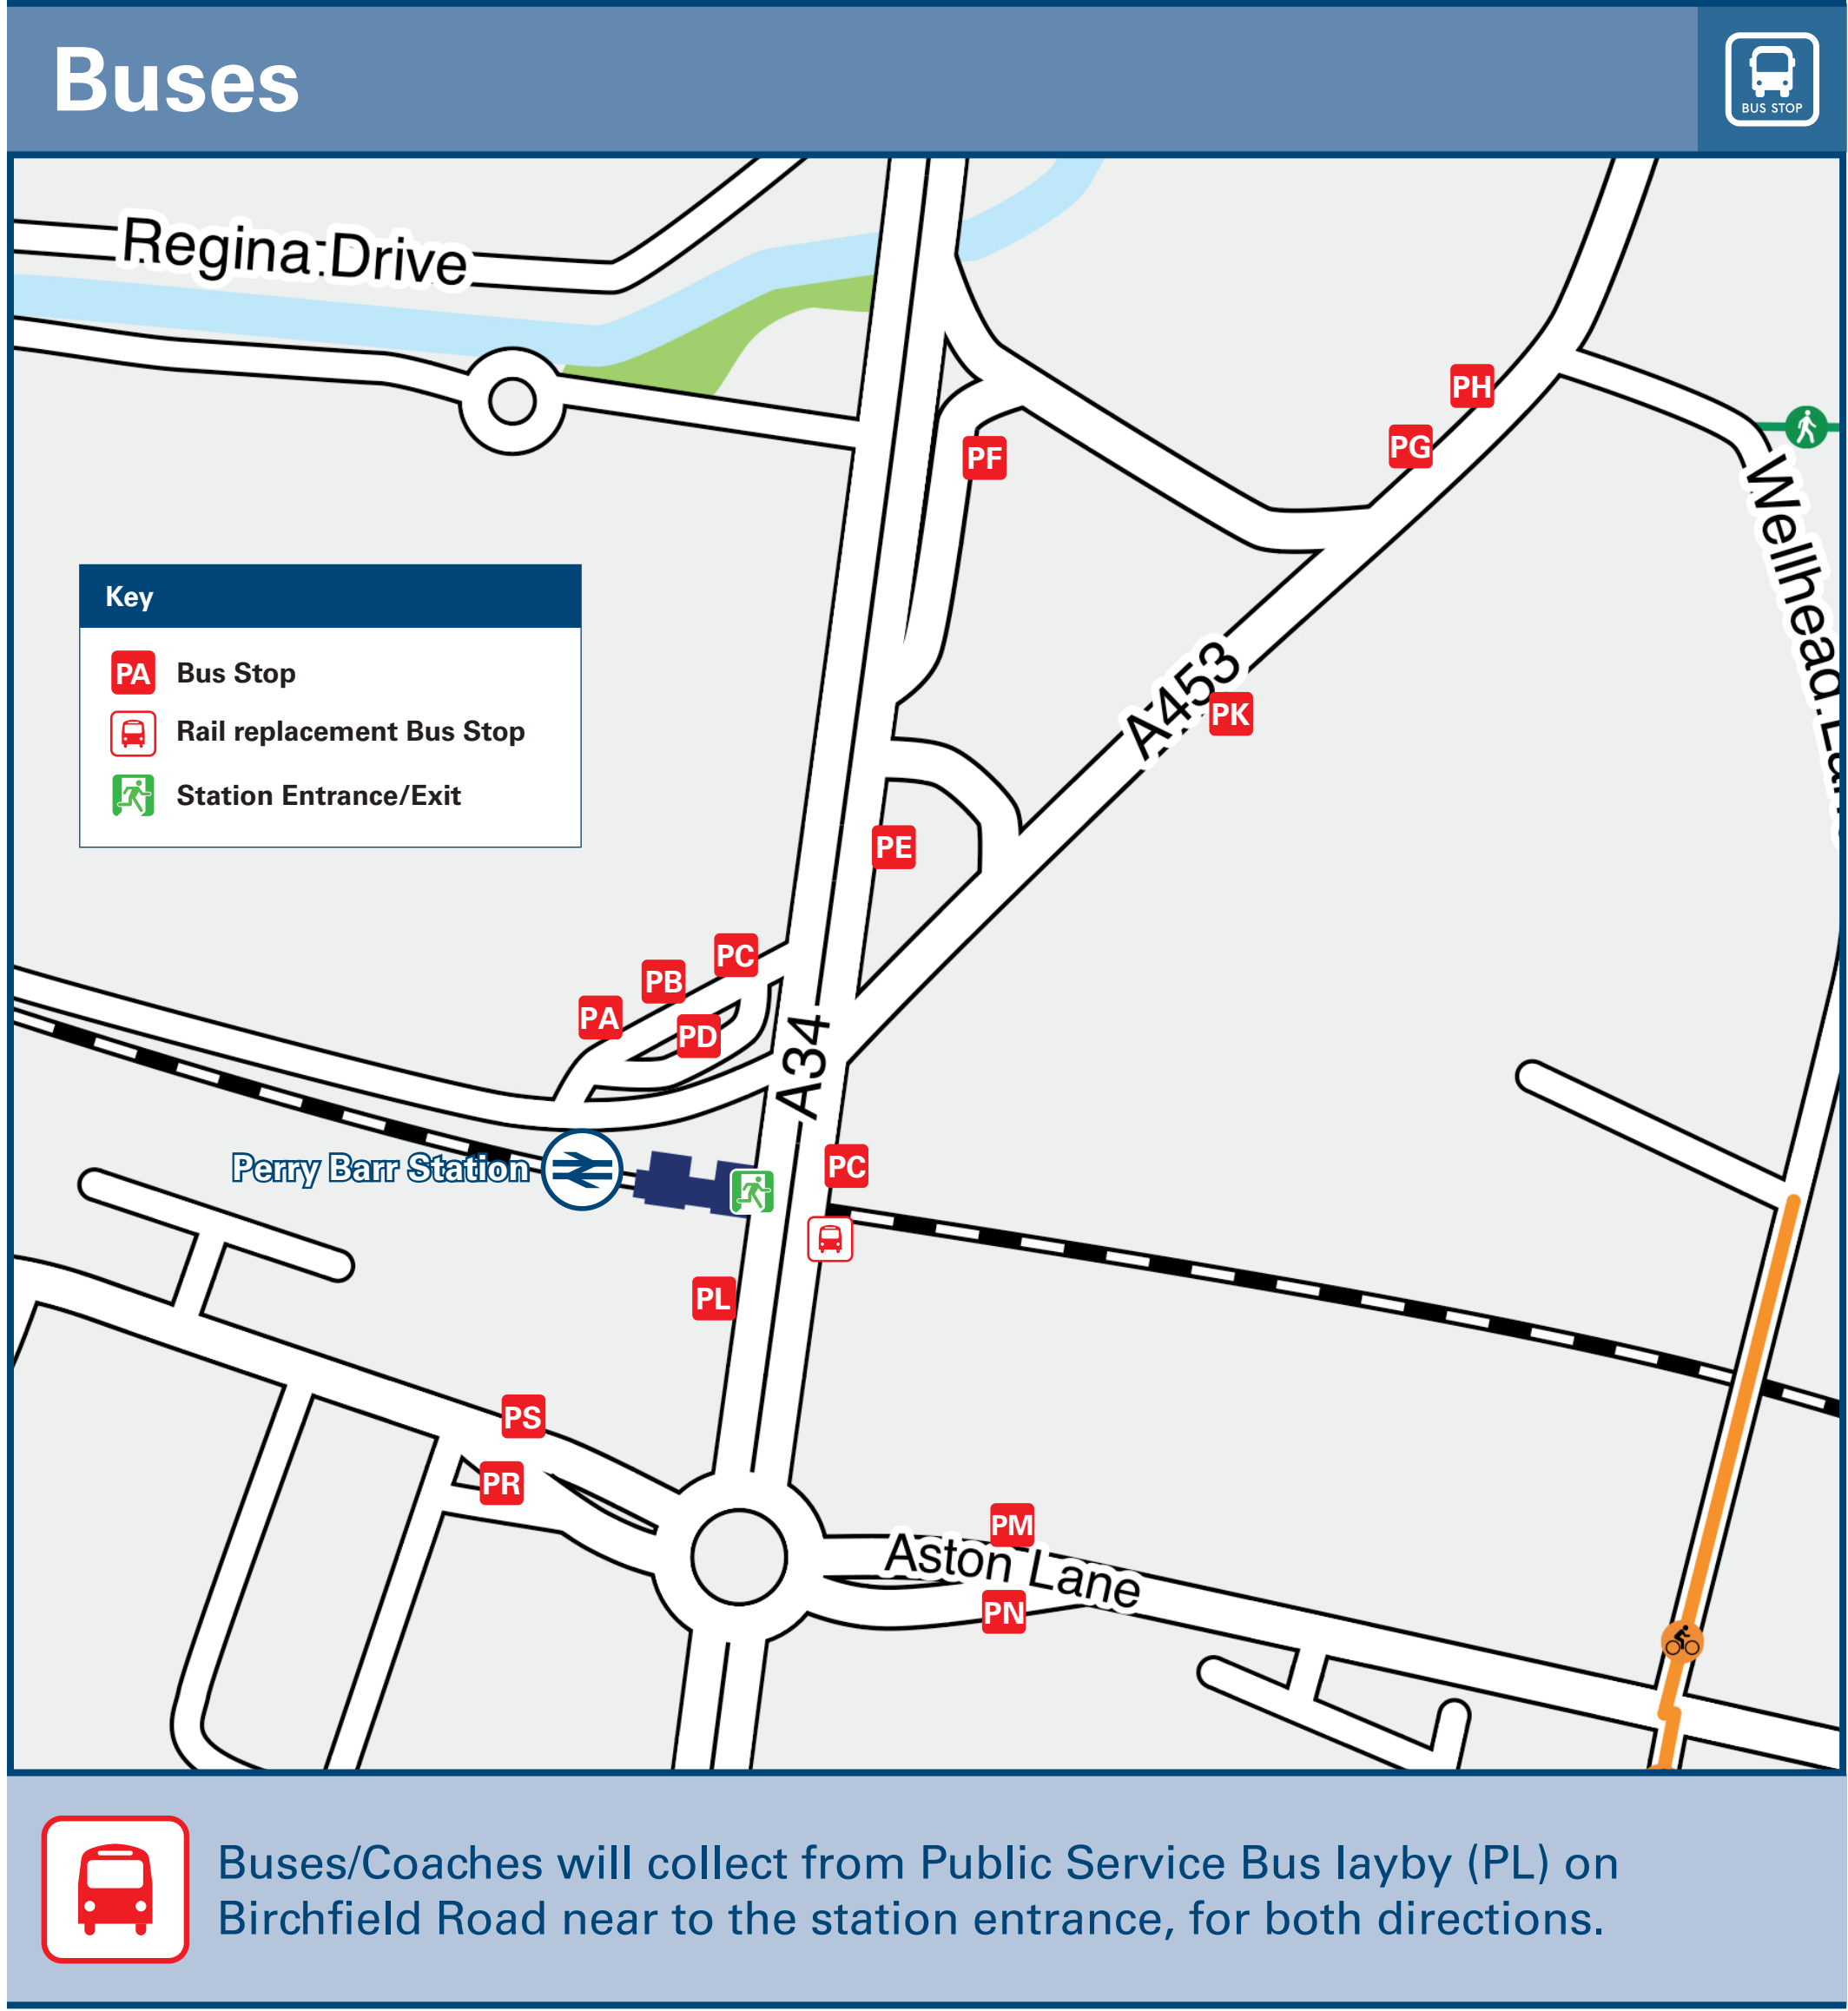 Buses
BUS STOP
Regina Drive
PH
PG
PF
Wellhead La
Key
PA Bus Stop
Rail replacement Bus Stop
Station Entrance/Exit
A453
PK
PE
PC
PB
PA
PD
A34
Perry Barr Station
PC
PL
PS
PR
PM
Aston Lane
PN
Buses/Coaches will collect from Public Service Bus layby (PL) on
Birchfield Road near to the station entrance, for both directions.